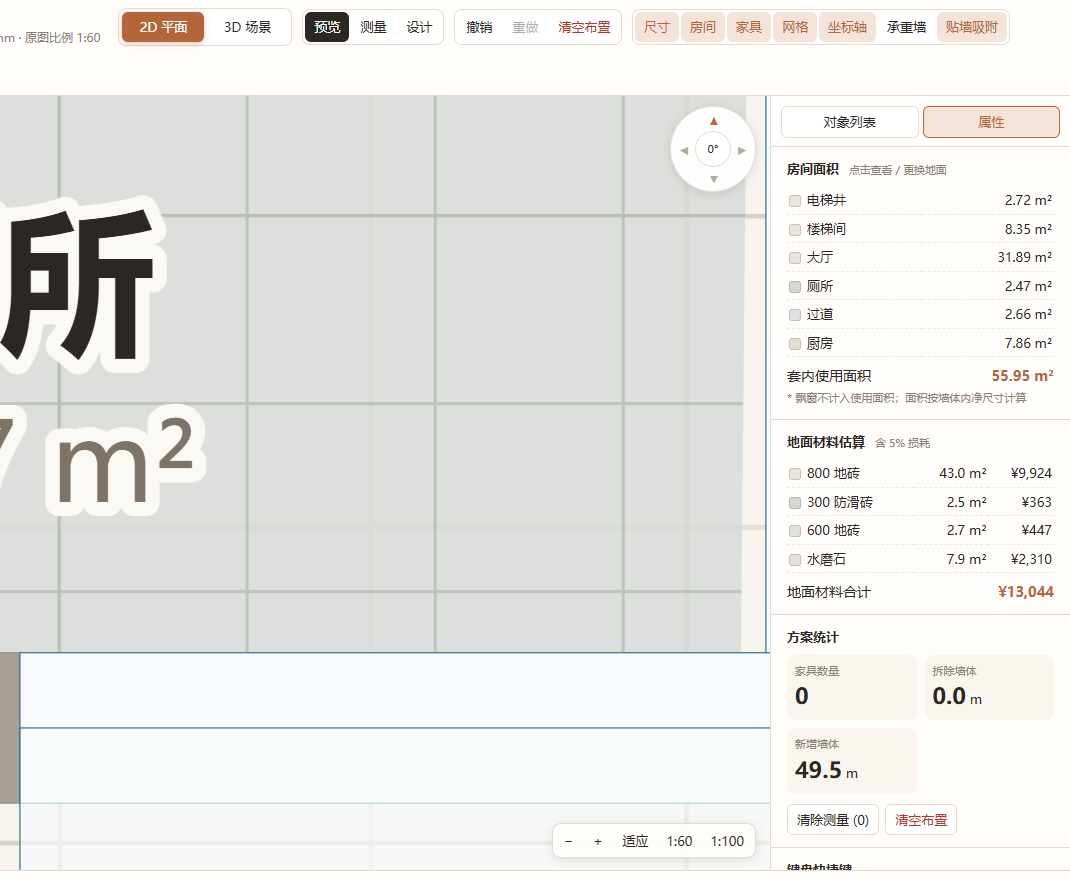 mm · 原图比例 1:60
2D 平面 3D 场景 预览 测量 设计 撤销 重做 清空布置 尺寸 房间 家具 网格 坐标轴 承重墙 贴墙吸附
0°
所
7 m²
− + 适应 1:60 1:100
对象列表 属性
房间面积 点击查看 / 更换地面
电梯井 2.72 m²
楼梯间 8.35 m²
大厅 31.89 m²
厕所 2.47 m²
过道 2.66 m²
厨房 7.86 m²
套内使用面积 55.95 m²
* 飘窗不计入使用面积；面积按墙体内净尺寸计算
地面材料估算 含 5% 损耗
800 地砖 43.0 m² ¥9,924
300 防滑砖 2.5 m² ¥363
600 地砖 2.7 m² ¥447
水磨石 7.9 m² ¥2,310
地面材料合计 ¥13,044
方案统计
家具数量 拆除墙体
0 0.0 m
新增墙体
49.5 m
清除测量 (0) 清空布置
键盘快捷键